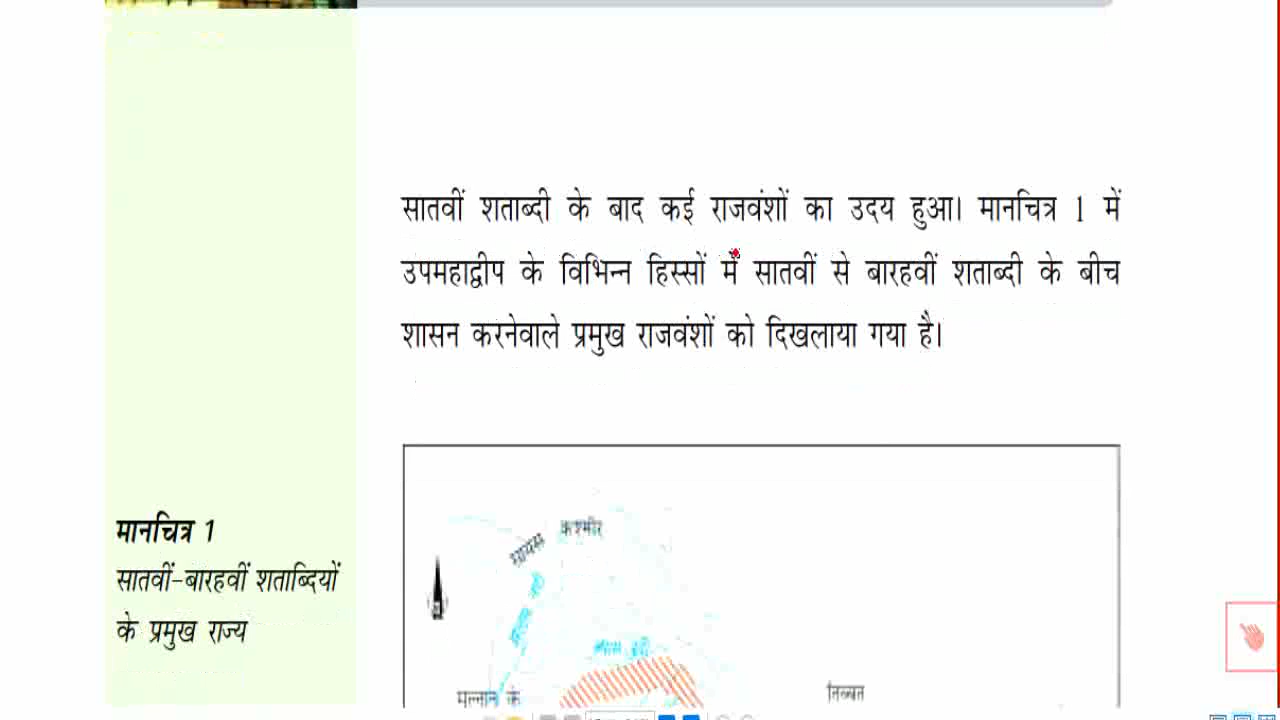 सातवीं शताब्दी के बाद कई राजवंशों का उदय हुआ। मानचित्र 1 में
उपमहाद्वीप के विभिन्न हिस्सों में सातवीं से बारहवीं शताब्दी के बीच
शासन करनेवाले प्रमुख राजवंशों को दिखलाया गया है।
मानचित्र 1
सातवीं-बारहवीं शताब्दियों
के प्रमुख राज्य
कश्मीर
तिब्बत